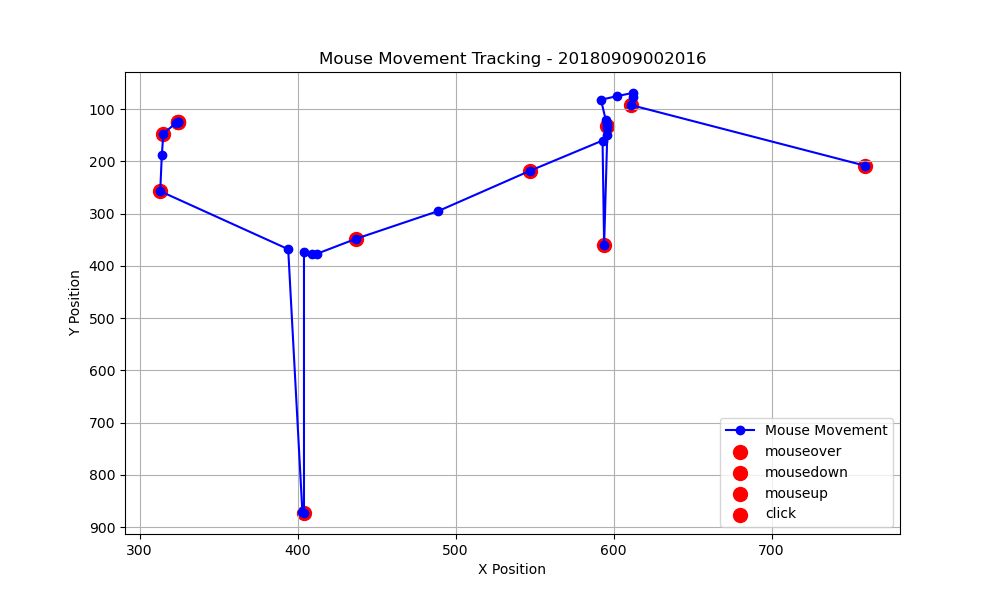 Mouse Movement Tracking - 20180909002016
Y Position
100
200
300
400
500
600
700
800
900
Mouse Movement
mouseover
mousedown
mouseup
click
300
400
500
600
700
X Position